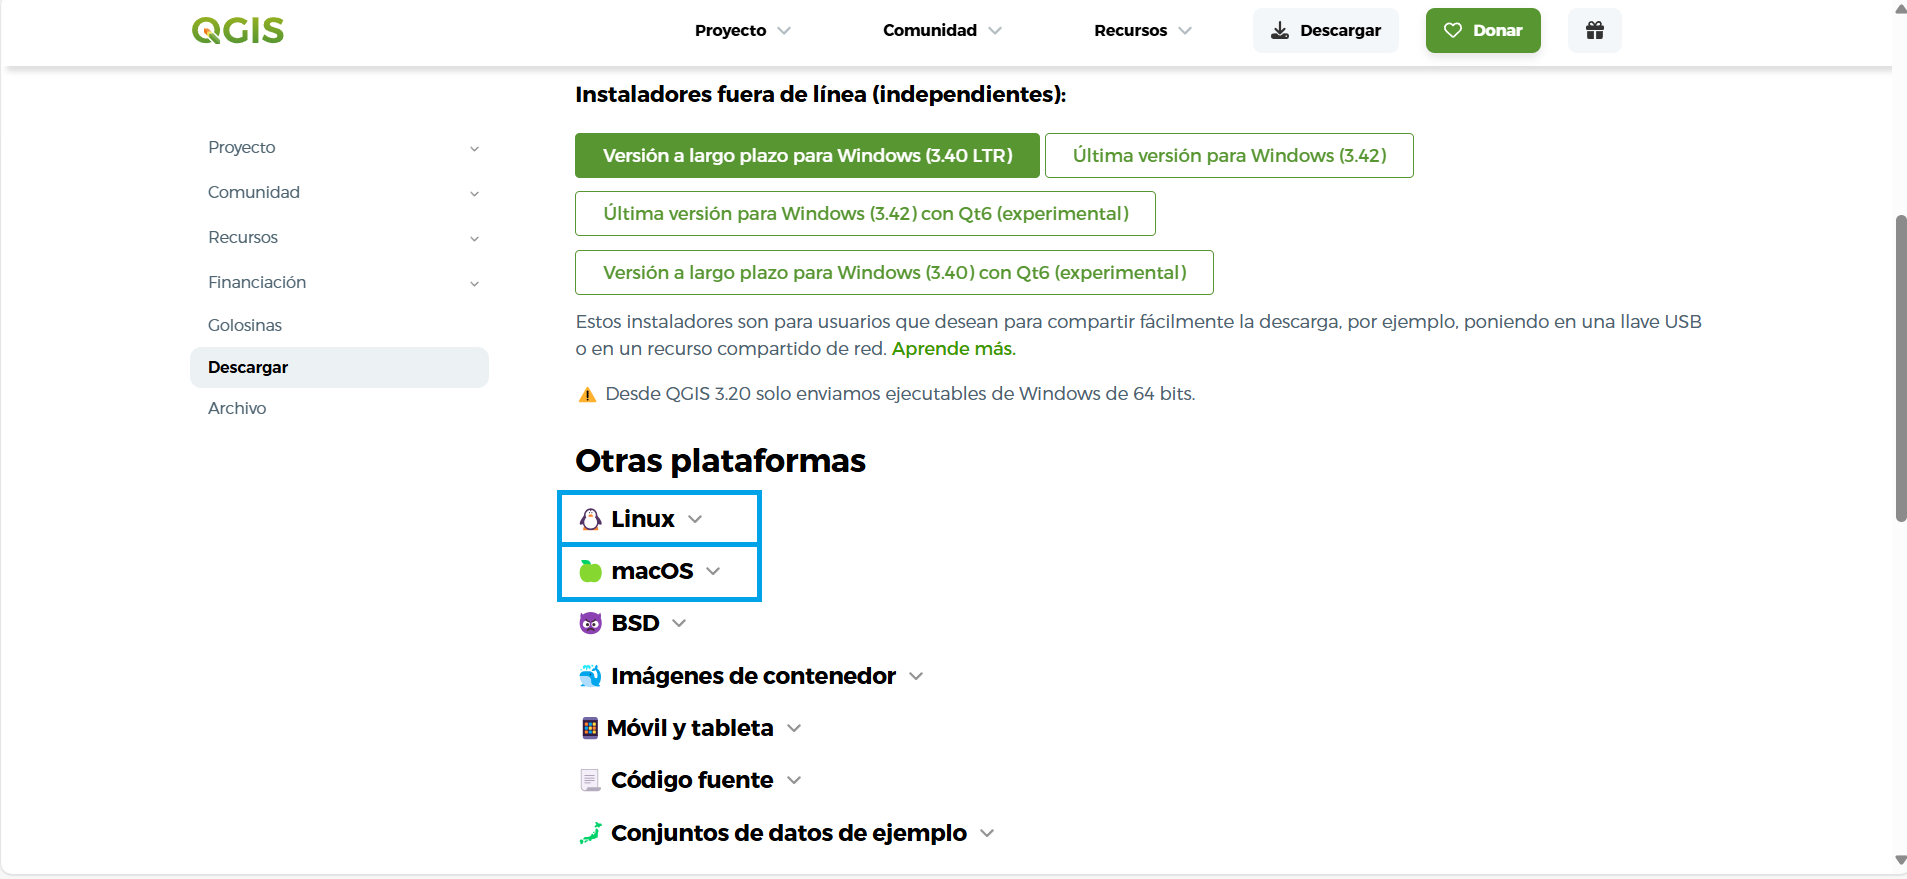 QGIS
Proyecto
Comunidad
Recursos
Descargar
Donar
Proyecto
Comunidad
Recursos
Financiación
Golosinas
Descargar
Archivo
Instaladores fuera de línea (independientes):
Versión a largo plazo para Windows (3.40 LTR)
Última versión para Windows (3.42)
Última versión para Windows (3.42) con Qt6 (experimental)
Versión a largo plazo para Windows (3.40) con Qt6 (experimental)
Estos instaladores son para usuarios que desean para compartir fácilmente la descarga, por ejemplo, poniendo en una llave USB
o en un recurso compartido de red. Aprende más.
Desde QGIS 3.20 solo enviamos ejecutables de Windows de 64 bits.
Otras plataformas
Linux
macOS
BSD
Imágenes de contenedor
Móvil y tableta
Código fuente
Conjuntos de datos de ejemplo